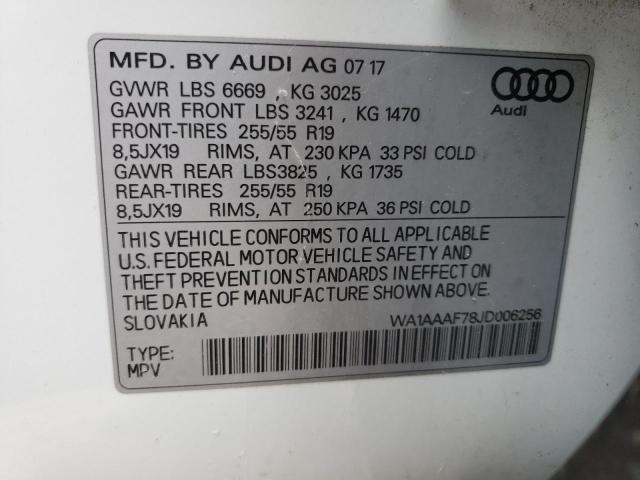 MFD. BY AUDI AG 07 17
Audi
GVWR LBS 6669 , KG 3025
GAWR FRONT LBS 3241 , KG 1470
FRONT-TIRES 255/55 R19
8,5JX19 RIMS, AT 230 KPA 33 PSI COLD
GAWR REAR LBS3825 , KG 1735
REAR-TIRES 255/55 R19
8,5JX19 RIMS, AT 250 KPA 36 PSI COLD
THIS VEHICLE CONFORMS TO ALL APPLICABLE
U.S. FEDERAL MOTOR VEHICLE SAFETY AND
THEFT PREVENTION STANDARDS IN EFFECT ON
THE DATE OF MANUFACTURE SHOWN ABOVE.
SLOVAKIA
WA1AAAF78JD006256
TYPE:
MPV